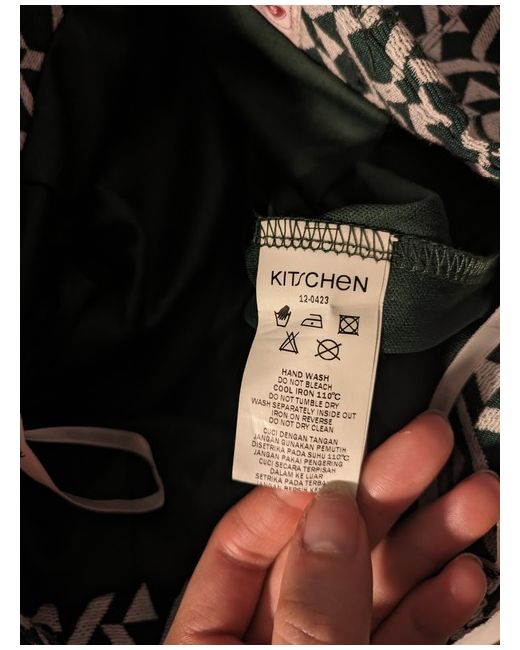 KITSCHEN
12-0423
HAND WASH
DO NOT BLEACH
COOL IRON 110℃
DO NOT TUMBLE DRY
WASH SEPARATELY INSIDE OUT
IRON ON REVERSE
DO NOT DRY CLEAN
CUCI DENGAN TANGAN
JANGAN GUNAKAN PEMUTIH
DISETRIKA PADA SUHU 110℃
JANGAN PAKAI PENGERING
CUCI SECARA TERPISAH
DALAM KE LUAR
SETRIKA PADA TERBA